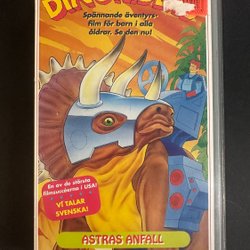 Spännande äventyrs-
film för barn i alla
åldrar. Se den nu!
En av de största
filmsuccéerna i USA!
VI TALAR
SVENSKA!
ASTRAS ANFALL